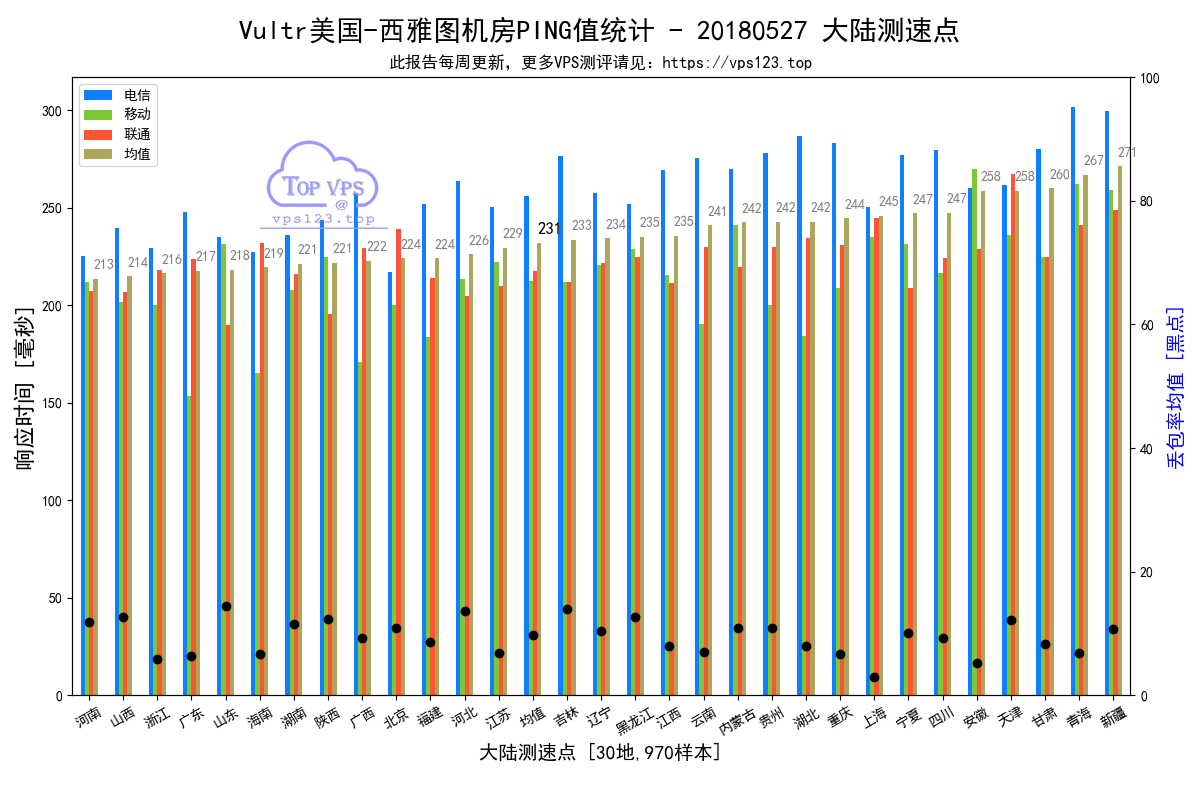 Vultr美国-西雅图机房PING值统计 - 20180527 大陆测速点
此报告每周更新, 更多VPS测评请见: https://vps123.top
电信
移动
联通
均值
TOP VPS
@
vps123.top
响应时间 [毫秒]
300
250
200
150
100
50
0
213
214
216
217
218
219
221
221
222
224
224
226
229
231
233
234
235
235
241
242
242
242
244
245
247
247
258
258
260
267
271
100
80
60
40
20
0
丢包率均值 [黑点]
河南
山西
浙江
广东
山东
海南
湖南
陕西
广西
北京
福建
河北
江苏
均值
吉林
辽宁
黑龙江
江西
云南
内蒙古
贵州
湖北
重庆
上海
宁夏
四川
安徽
天津
甘肃
青海
新疆
大陆测速点 [30地,970样本]